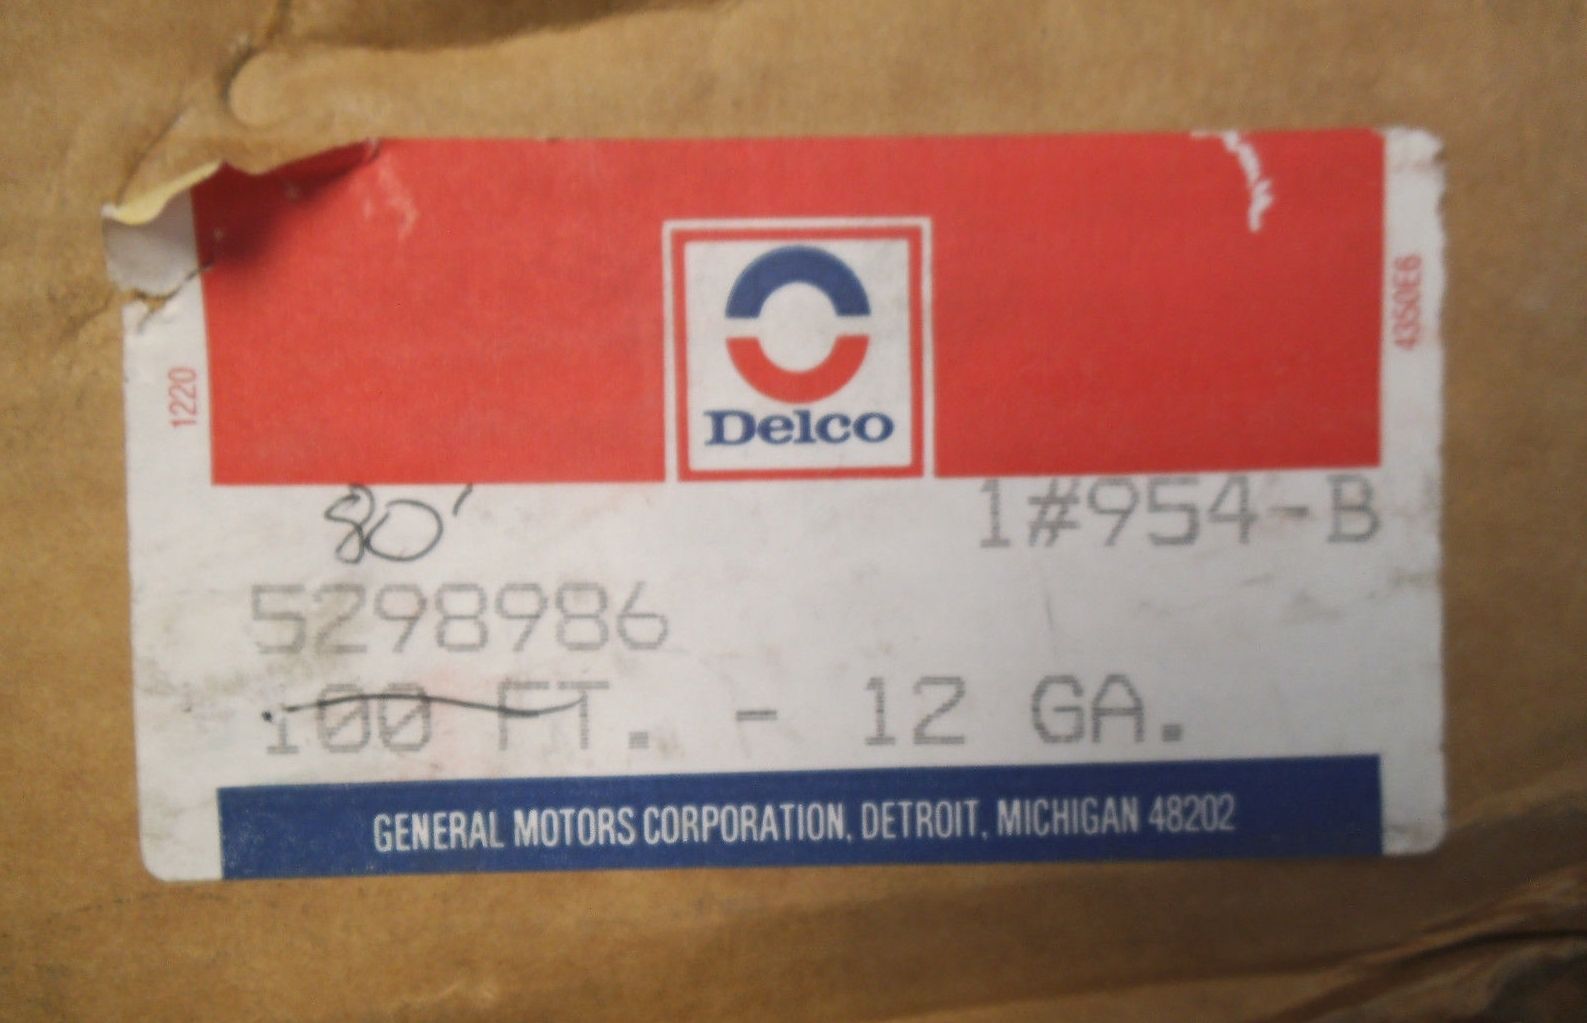 Delco
1220
4350E6
80'
1#954-B
5298986
100 FT. - 12 GA.
GENERAL MOTORS CORPORATION, DETROIT, MICHIGAN 48202